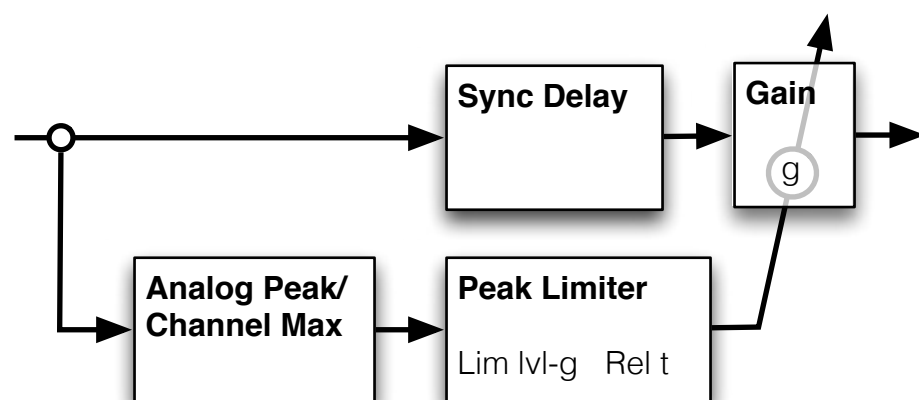 Sync Delay
Gain
g
Analog Peak/
Channel Max
Peak Limiter
Lim lvl-g Rel t